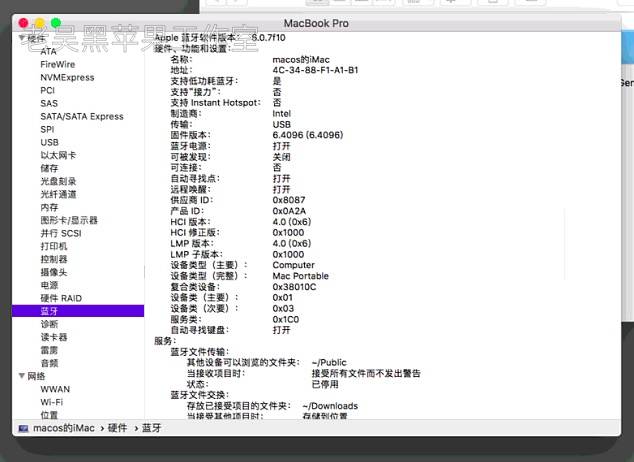 MacBook Pro
老吴黑苹果工作室
硬件
ATA
FireWire
NVMExpress
PCI
SAS
SATA/SATA Express
SPI
USB
以太网卡
储存
光盘刻录
光纤通道
内存
图形卡/显示器
并行 SCSI
打印机
控制器
摄像头
电源
硬件 RAID
蓝牙
诊断
读卡器
雷雳
音频
网络
WWAN
Wi-Fi
位置
Apple 蓝牙软件版本: 6.0.7f10
硬件、功能和设置:
名称: macos的iMac
地址: 4C-34-88-F1-A1-B1
支持低功耗蓝牙: 是
支持“接力”: 否
支持 Instant Hotspot: 否
制造商: Intel
传输: USB
固件版本: 6.4096 (6.4096)
蓝牙电源: 打开
可被发现: 关闭
可连接: 否
自动寻找点: 打开
远程唤醒: 打开
供应商 ID: 0x8087
产品 ID: 0x0A2A
HCI 版本: 4.0 (0x6)
HCI 修正版: 0x1000
LMP 版本: 4.0 (0x6)
LMP 子版本: 0x1000
设备类型（主要）: Computer
设备类型（完整）: Mac Portable
复合类设备: 0x38010C
设备类（主要）: 0x01
设备类（次要）: 0x03
服务类: 0x1C0
自动寻找键盘: 打开
服务:
蓝牙文件传输:
其他设备可以浏览的文件夹: ~/Public
当接收项目时: 接受所有文件而不发出警告
状态: 已停用
蓝牙文件交换:
存放已接受项目的文件夹: ~/Downloads
当接受其他项目时: 存储到位置
macos的iMac › 硬件 › 蓝牙
Gen